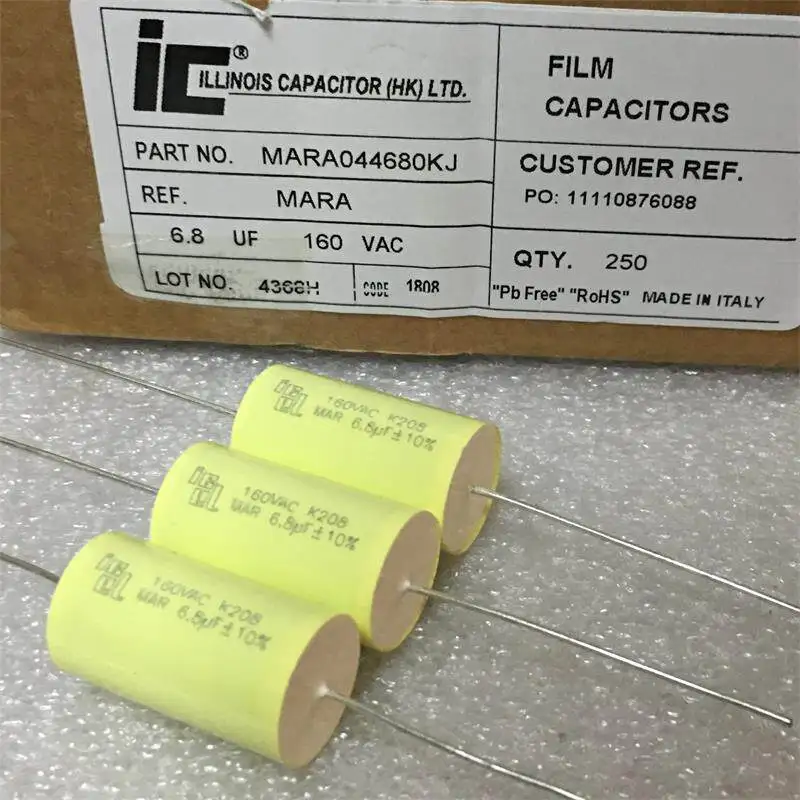 ic® ILLINOIS CAPACITOR (HK) LTD.
FILM
CAPACITORS
PART NO. MARA044680KJ
CUSTOMER REF.
PO: 11110876088
REF. MARA
6.8 UF 160 VAC
QTY. 250
LOT NO. 4368H CODE 1808
"Pb Free" "RoHS" MADE IN ITALY
160VAC K208
MAR 6.8µF±10%
160VAC K208
MAR 6.8µF±10%
160VAC K208
MAR 6.8µF±10%